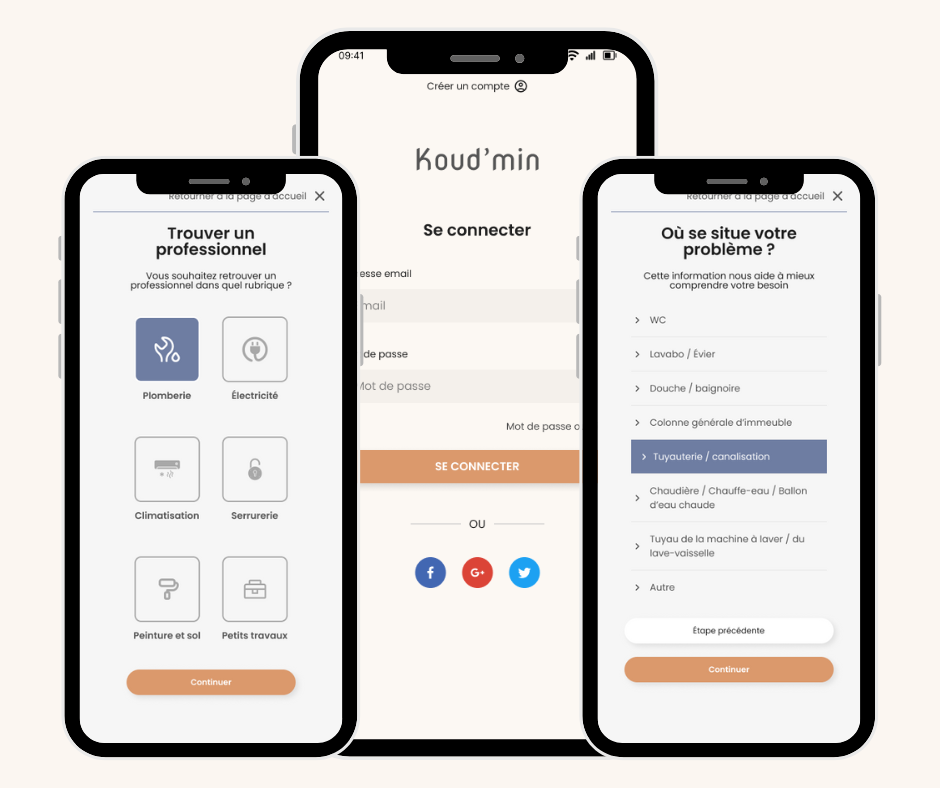 09:41
Créer un compte
Koud'min
Se connecter
esse email
mail
de passe
Mot de passe
Mot de passe o
SE CONNECTER
OU
f
G+
Retourner à la page d'accueil
Trouver un
professionnel
Vous souhaitez retrouver un
professionnel dans quel rubrique ?
Plomberie
Électricité
Climatisation
Serrurerie
Peinture et sol
Petits travaux
Continuer
Retourner à la page d'accueil
Où se situe votre
problème ?
Cette information nous aide à mieux
comprendre votre besoin
WC
Lavabo / Évier
Douche / baignoire
Colonne générale d'immeuble
Tuyauterie / canalisation
Chaudière / Chauffe-eau / Ballon
d'eau chaude
Tuyau de la machine à laver / du
lave-vaisselle
Autre
Étape précédente
Continuer